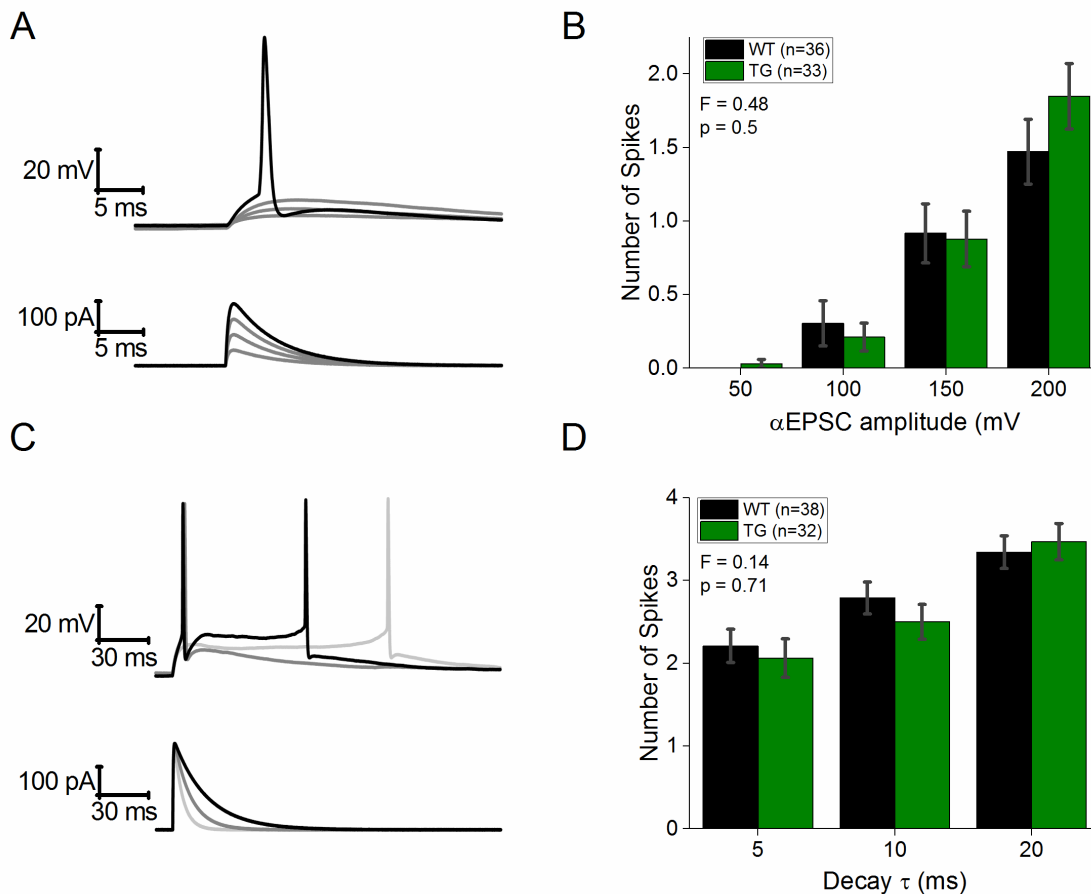 A
20 mV
5 ms
100 pA
5 ms
B
WT (n=36)
TG (n=33)
F = 0.48
p = 0.5
Number of Spikes
2.0
1.5
1.0
0.5
0.0
50 100 150 200
αEPSC amplitude (mV
C
20 mV
30 ms
100 pA
30 ms
D
WT (n=38)
TG (n=32)
F = 0.14
p = 0.71
Number of Spikes
4
3
2
1
0
5 10 20
Decay τ (ms)